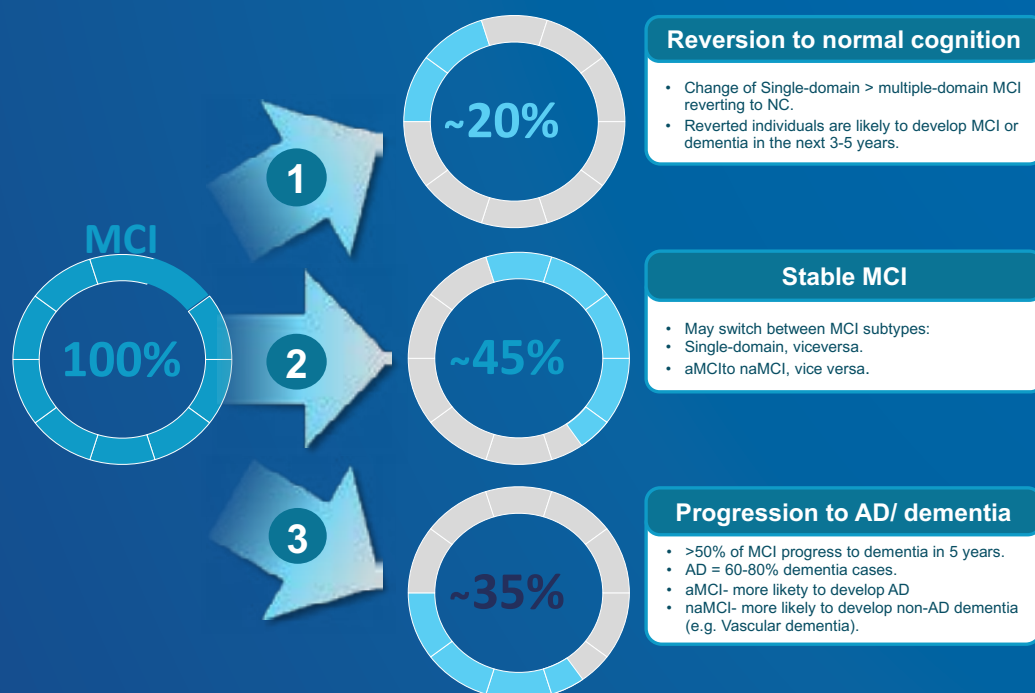 MCI
100%
1
~20%
Reversion to normal cognition
• Change of Single-domain > multiple-domain MCI
reverting to NC.
• Reverted individuals are likely to develop MCI or
dementia in the next 3-5 years.
2
~45%
Stable MCI
• May switch between MCI subtypes:
• Single-domain, viceversa.
• aMCIto naMCI, vice versa.
3
~35%
Progression to AD/ dementia
• >50% of MCI progress to dementia in 5 years.
• AD = 60-80% dementia cases.
• aMCI- more likety to develop AD
• naMCI- more likely to develop non-AD dementia
(e.g. Vascular dementia).